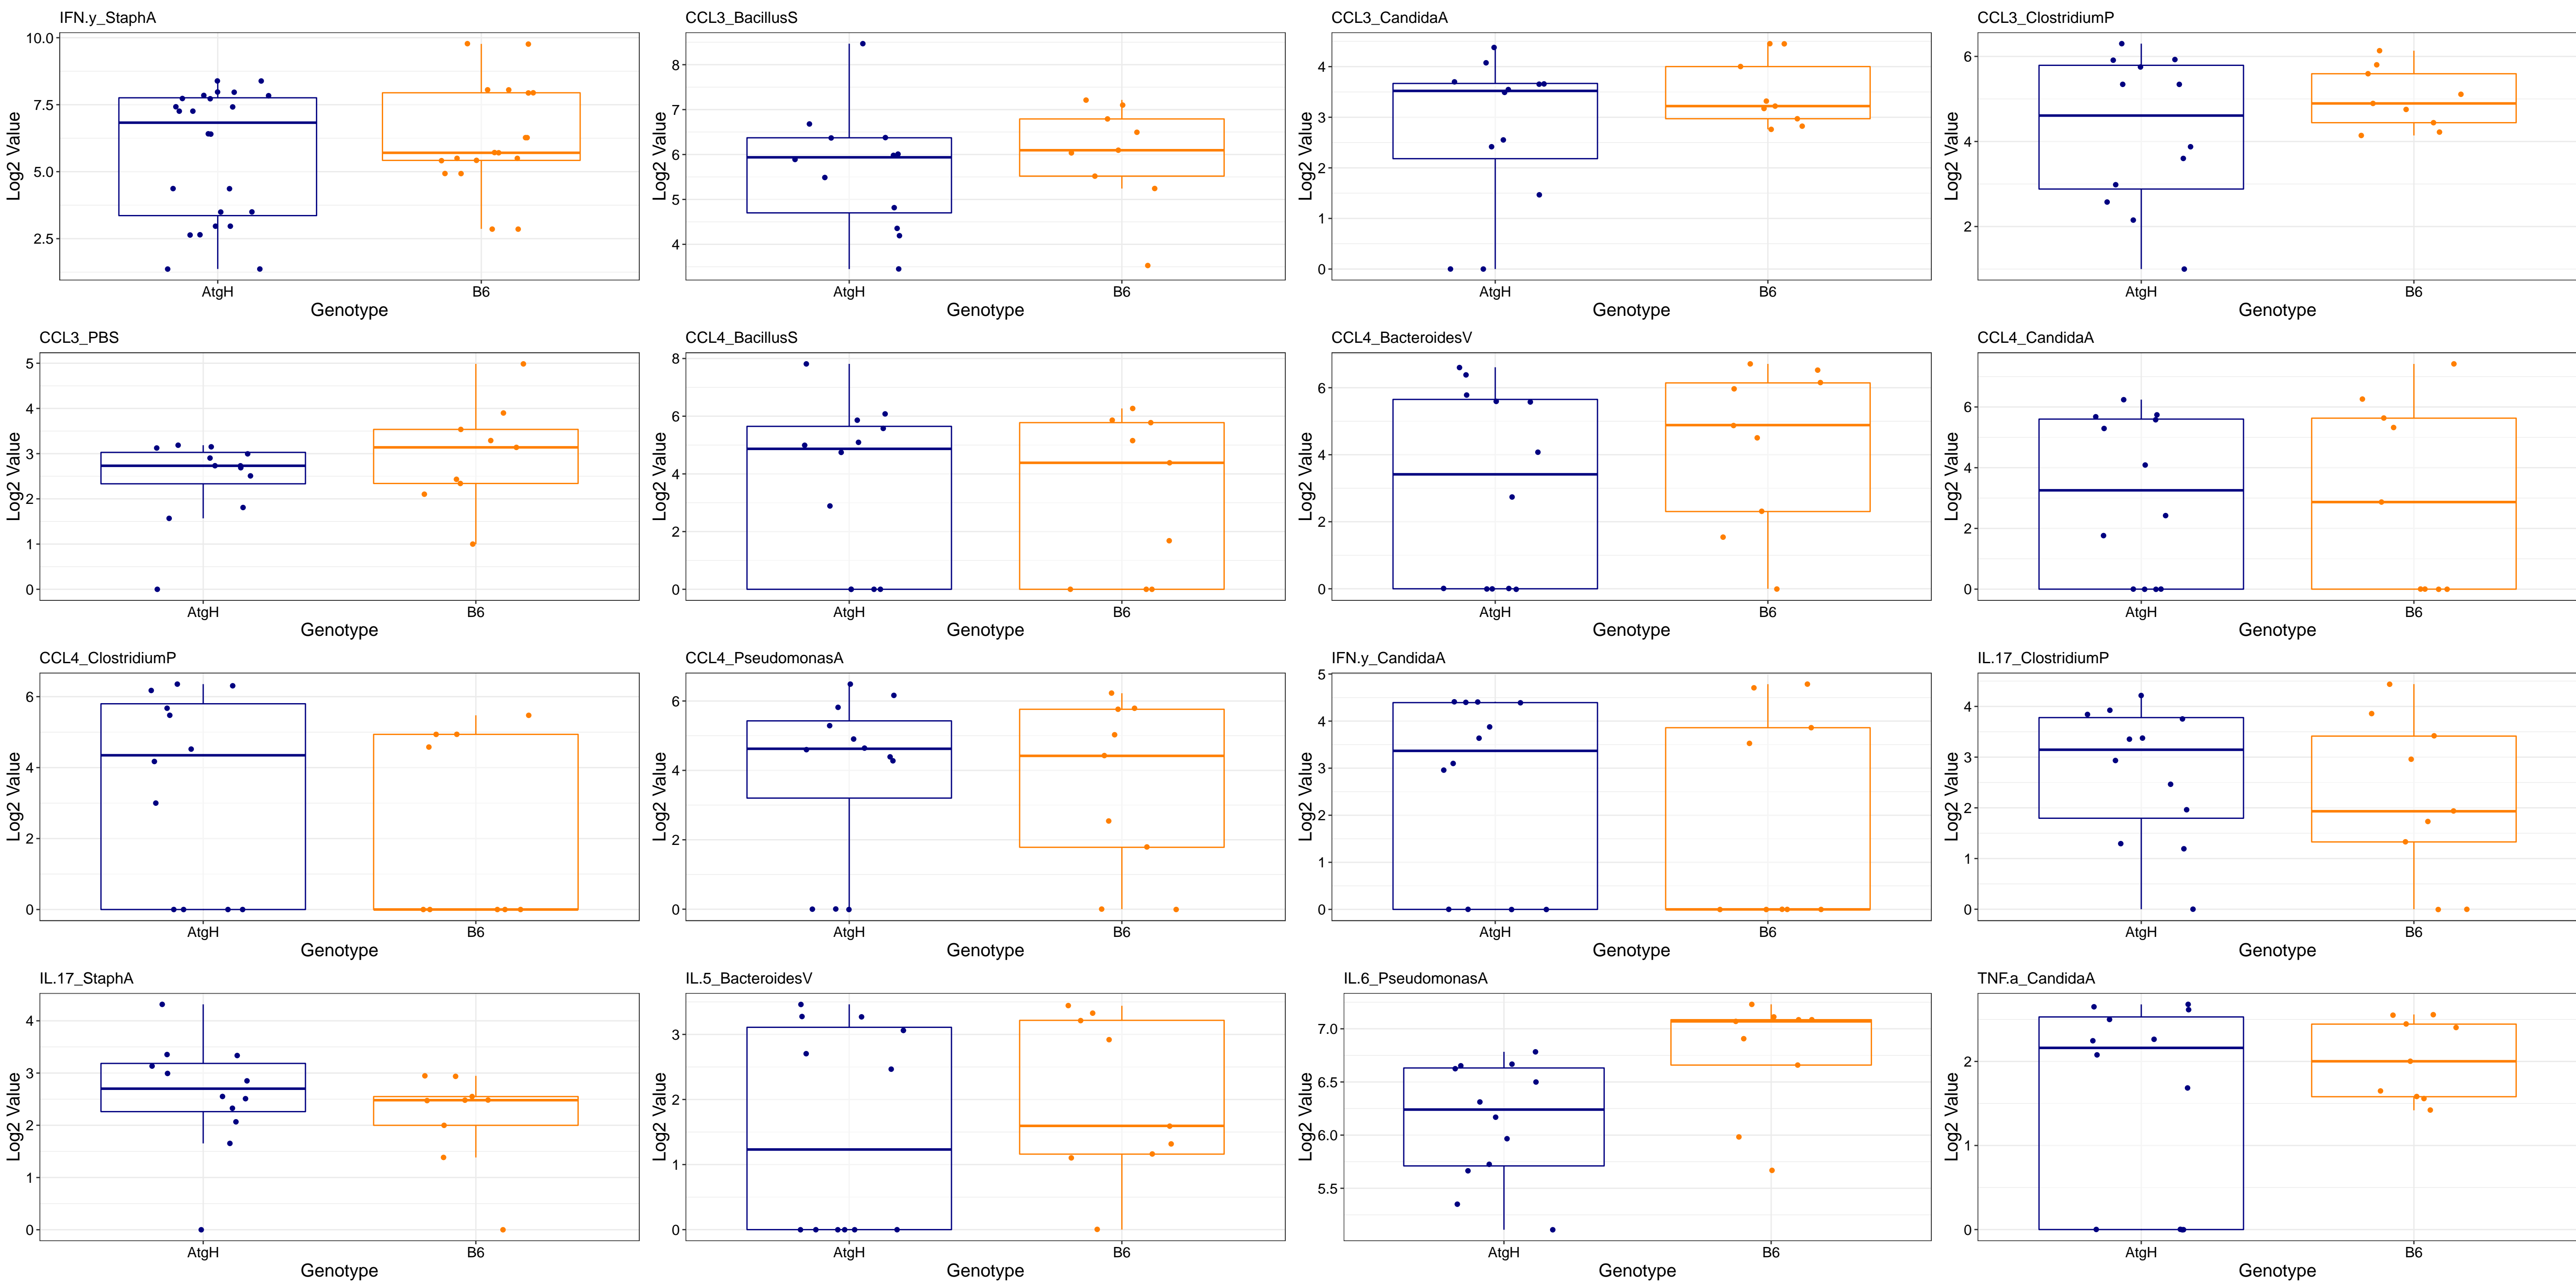 IFN.y_StaphA
CCL3_BacillusS
CCL3_CandidaA
CCL3_ClostridiumP
Log2 Value
10.0
7.5
5.0
2.5
AtgH
B6
Genotype
Log2 Value
8
7
6
5
4
AtgH
B6
Genotype
Log2 Value
4
3
2
1
0
AtgH
B6
Genotype
Log2 Value
6
4
2
AtgH
B6
Genotype
CCL3_PBS
CCL4_BacillusS
CCL4_BacteroidesV
CCL4_CandidaA
Log2 Value
5
4
3
2
1
0
AtgH
B6
Genotype
Log2 Value
8
6
4
2
0
AtgH
B6
Genotype
Log2 Value
6
4
2
0
AtgH
B6
Genotype
Log2 Value
6
4
2
0
AtgH
B6
Genotype
CCL4_ClostridiumP
CCL4_PseudomonasA
IFN.y_CandidaA
IL.17_ClostridiumP
Log2 Value
6
4
2
0
AtgH
B6
Genotype
Log2 Value
6
4
2
0
AtgH
B6
Genotype
Log2 Value
5
4
3
2
1
0
AtgH
B6
Genotype
Log2 Value
4
3
2
1
0
AtgH
B6
Genotype
IL.17_StaphA
IL.5_BacteroidesV
IL.6_PseudomonasA
TNF.a_CandidaA
Log2 Value
4
3
2
1
0
AtgH
B6
Genotype
Log2 Value
3
2
1
0
AtgH
B6
Genotype
Log2 Value
7.0
6.5
6.0
5.5
AtgH
B6
Genotype
Log2 Value
2
1
0
AtgH
B6
Genotype